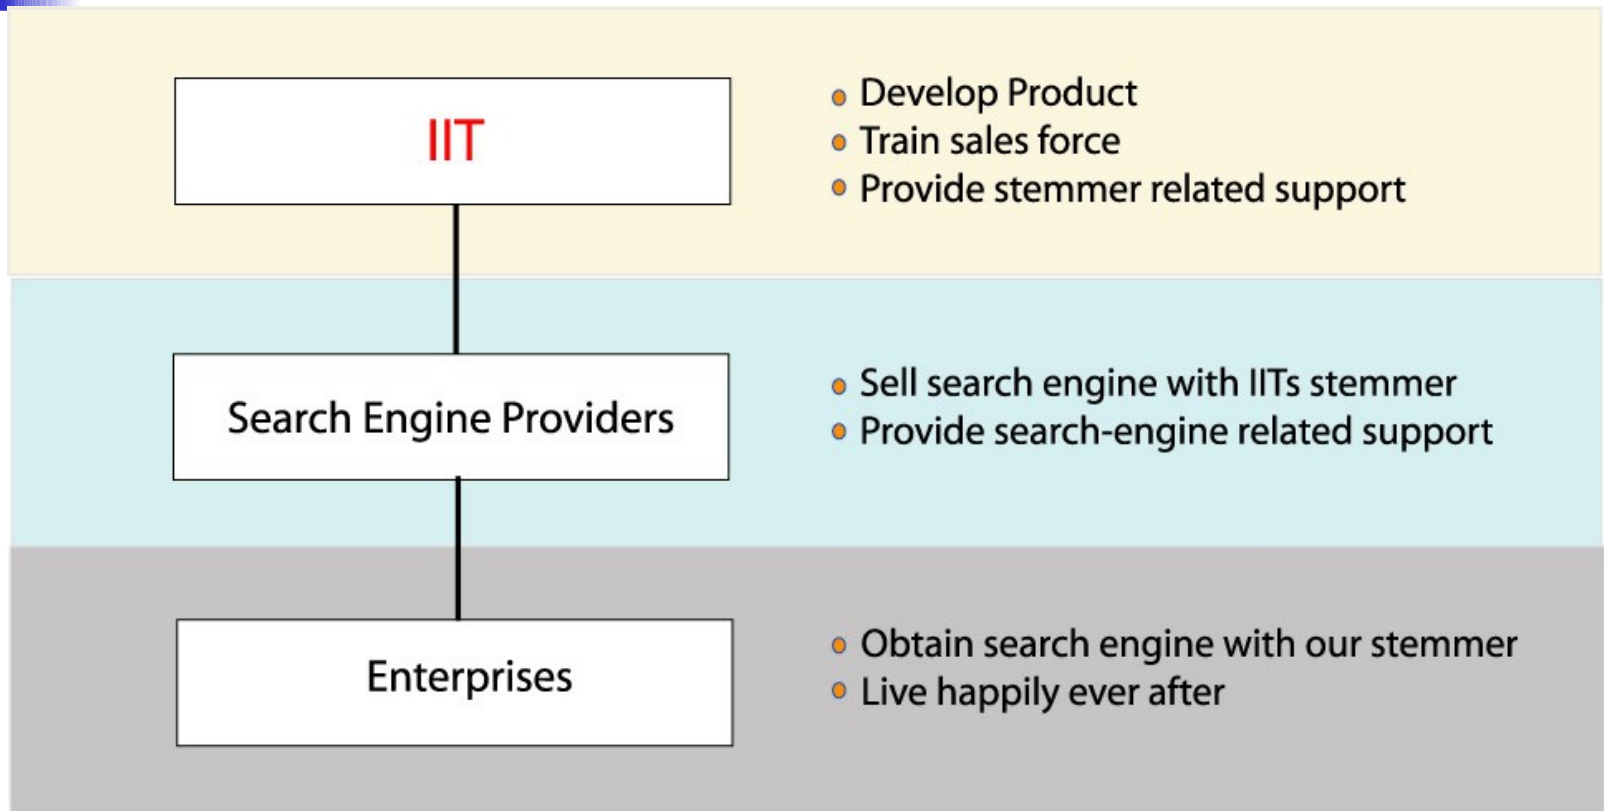 IIT
Develop Product
Train sales force
Provide stemmer related support
Search Engine Providers
Sell search engine with IITs stemmer
Provide search-engine related support
Enterprises
Obtain search engine with our stemmer
Live happily ever after